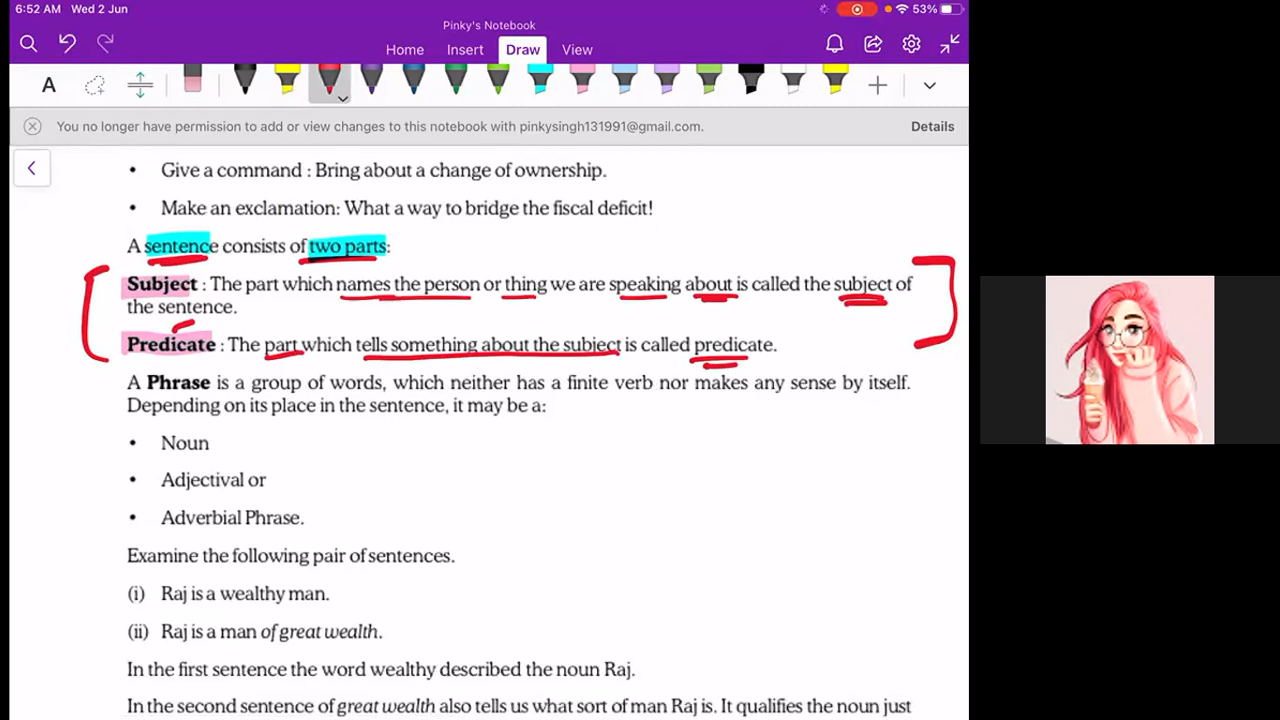 6:52 AM Wed 2 Jun
53%
Pinky's Notebook
Home Insert Draw View
A
You no longer have permission to add or view changes to this notebook with pinkysingh131991@gmail.com. Details
• Give a command : Bring about a change of ownership.
• Make an exclamation: What a way to bridge the fiscal deficit!
A sentence consists of two parts:
Subject : The part which names the person or thing we are speaking about is called the subject of
the sentence.
Predicate : The part which tells something about the subject is called predicate.
A Phrase is a group of words, which neither has a finite verb nor makes any sense by itself.
Depending on its place in the sentence, it may be a:
• Noun
• Adjectival or
• Adverbial Phrase.
Examine the following pair of sentences.
(i) Raj is a wealthy man.
(ii) Raj is a man of great wealth.
In the first sentence the word wealthy described the noun Raj.
In the second sentence of great wealth also tells us what sort of man Raj is. It qualifies the noun just